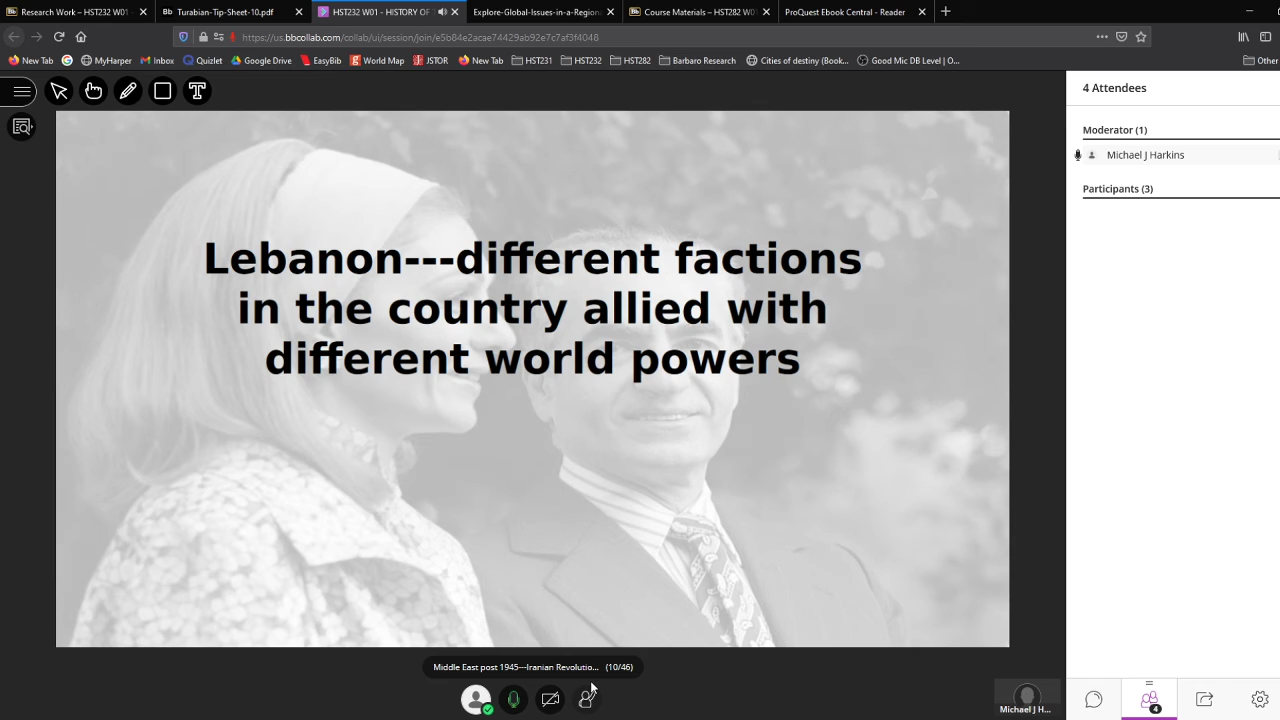 Research Work – HST232 W01
Turabian-Tip-Sheet-10.pdf
HST232 W01 - HISTORY OF
Explore-Global-Issues-in-a-Region
Course Materials – HST282 W0
ProQuest Ebook Central - Reader
https://us.bbcollab.com/collab/ui/session/join/e5b84e2acae74429ab92e7c7af3f4048
New Tab
MyHarper
Inbox
Quizlet
Google Drive
EasyBib
World Map
JSTOR
New Tab
HST231
HST232
HST282
Barbaro Research
Cities of destiny (Book...
Good Mic DB Level | O...
Other
4 Attendees
Moderator (1)
Michael J Harkins
Participants (3)
Lebanon---different factions
in the country allied with
different world powers
Middle East post 1945---Iranian Revolutio... (10/46)
Michael J H...
4